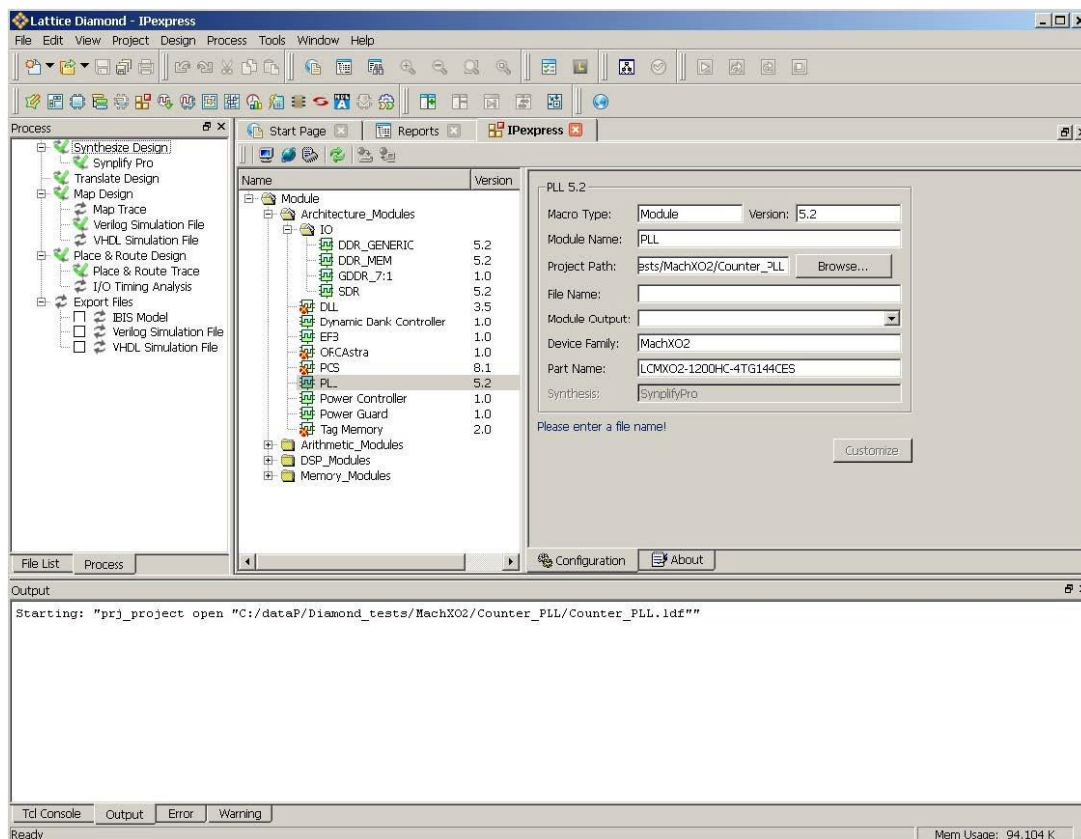 Lattice Diamond - IPexpress
File Edit View Project Design Process Tools Window Help
Process
Start Page
Reports
IPexpress
Synthesize Design
Synplify Pro
Translate Design
Map Design
Map Trace
Verilog Simulation File
VHDL Simulation File
Place & Route Design
Place & Route Trace
I/O Timing Analysis
Export Files
IBIS Model
Verilog Simulation File
VHDL Simulation File
File List Process
Name Version
Module
Architecture_Modules
IO
DDR_GENERIC 5.2
DDR_MEM 5.2
GDDR_7:1 1.0
SDR 5.2
DLL 3.5
Dynamic Bank Controller 1.0
EFB 1.0
ORCAstra 1.0
PCS 8.1
PLL 5.2
Power Controller 1.0
Power Guard 1.0
Tag Memory 2.0
Arithmetic_Modules
DSP_Modules
Memory_Modules
PLL 5.2
Macro Type: Module Version: 5.2
Module Name: PLL
Project Path: ests/MachXO2/Counter_PLL Browse...
File Name:
Module Output:
Device Family: MachXO2
Part Name: LCMXO2-1200HC-4TG144CES
Synthesis: SynplifyPro
Please enter a file name!
Customize
Configuration About
Output
Starting: "prj_project open "C:/dataP/Diamond_tests/MachXO2/Counter_PLL/Counter_PLL.ldf""
Tcl Console Output Error Warning
Ready Mem Usage: 94,104 K